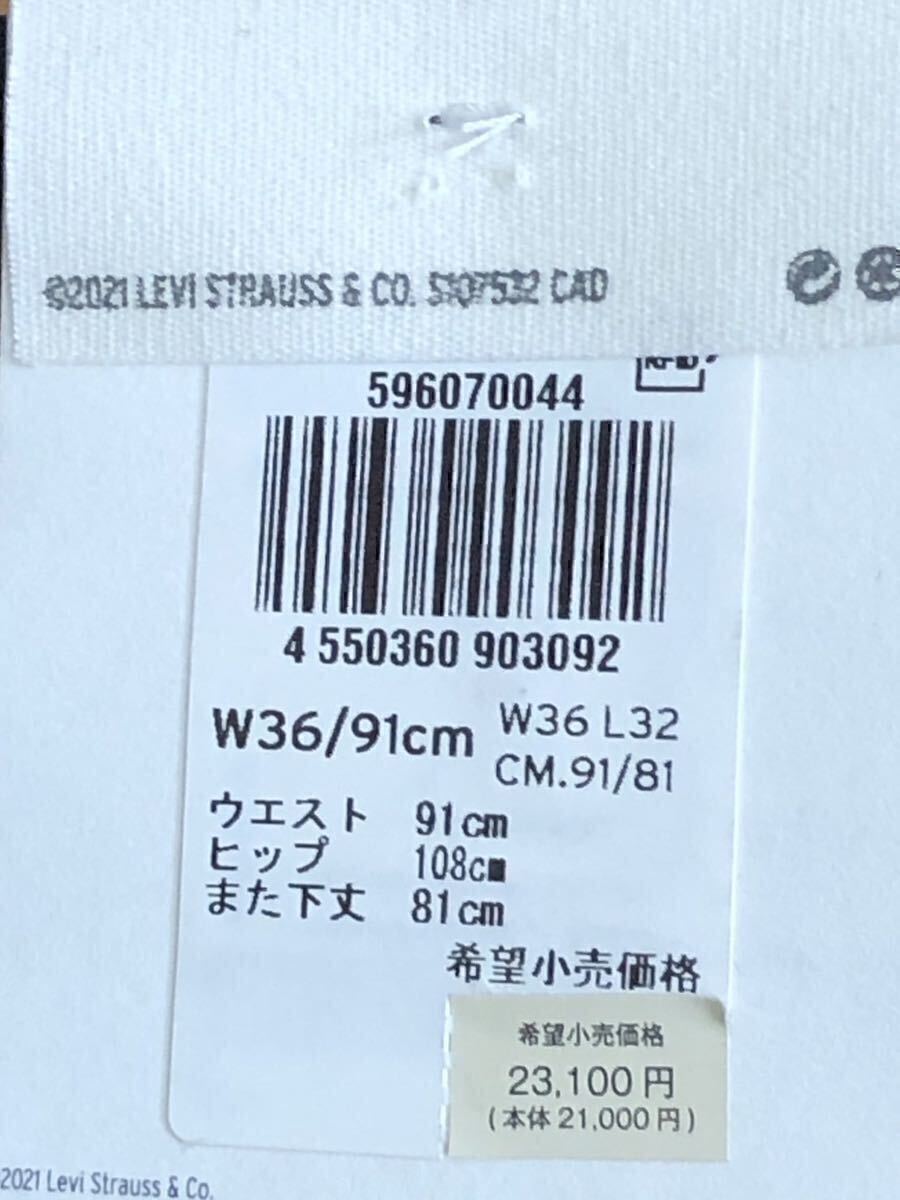 ©2021 LEVI STRAUSS & CO. S107532 CAD
596070044
4 550360 903092
W36/91cm
W36 L32
CM.91/81
ウエスト 91cm
ヒップ 108cm
また下丈 81cm
希望小売価格
希望小売価格
23,100円
(本体21,000円)
2021 Levi Strauss & Co.